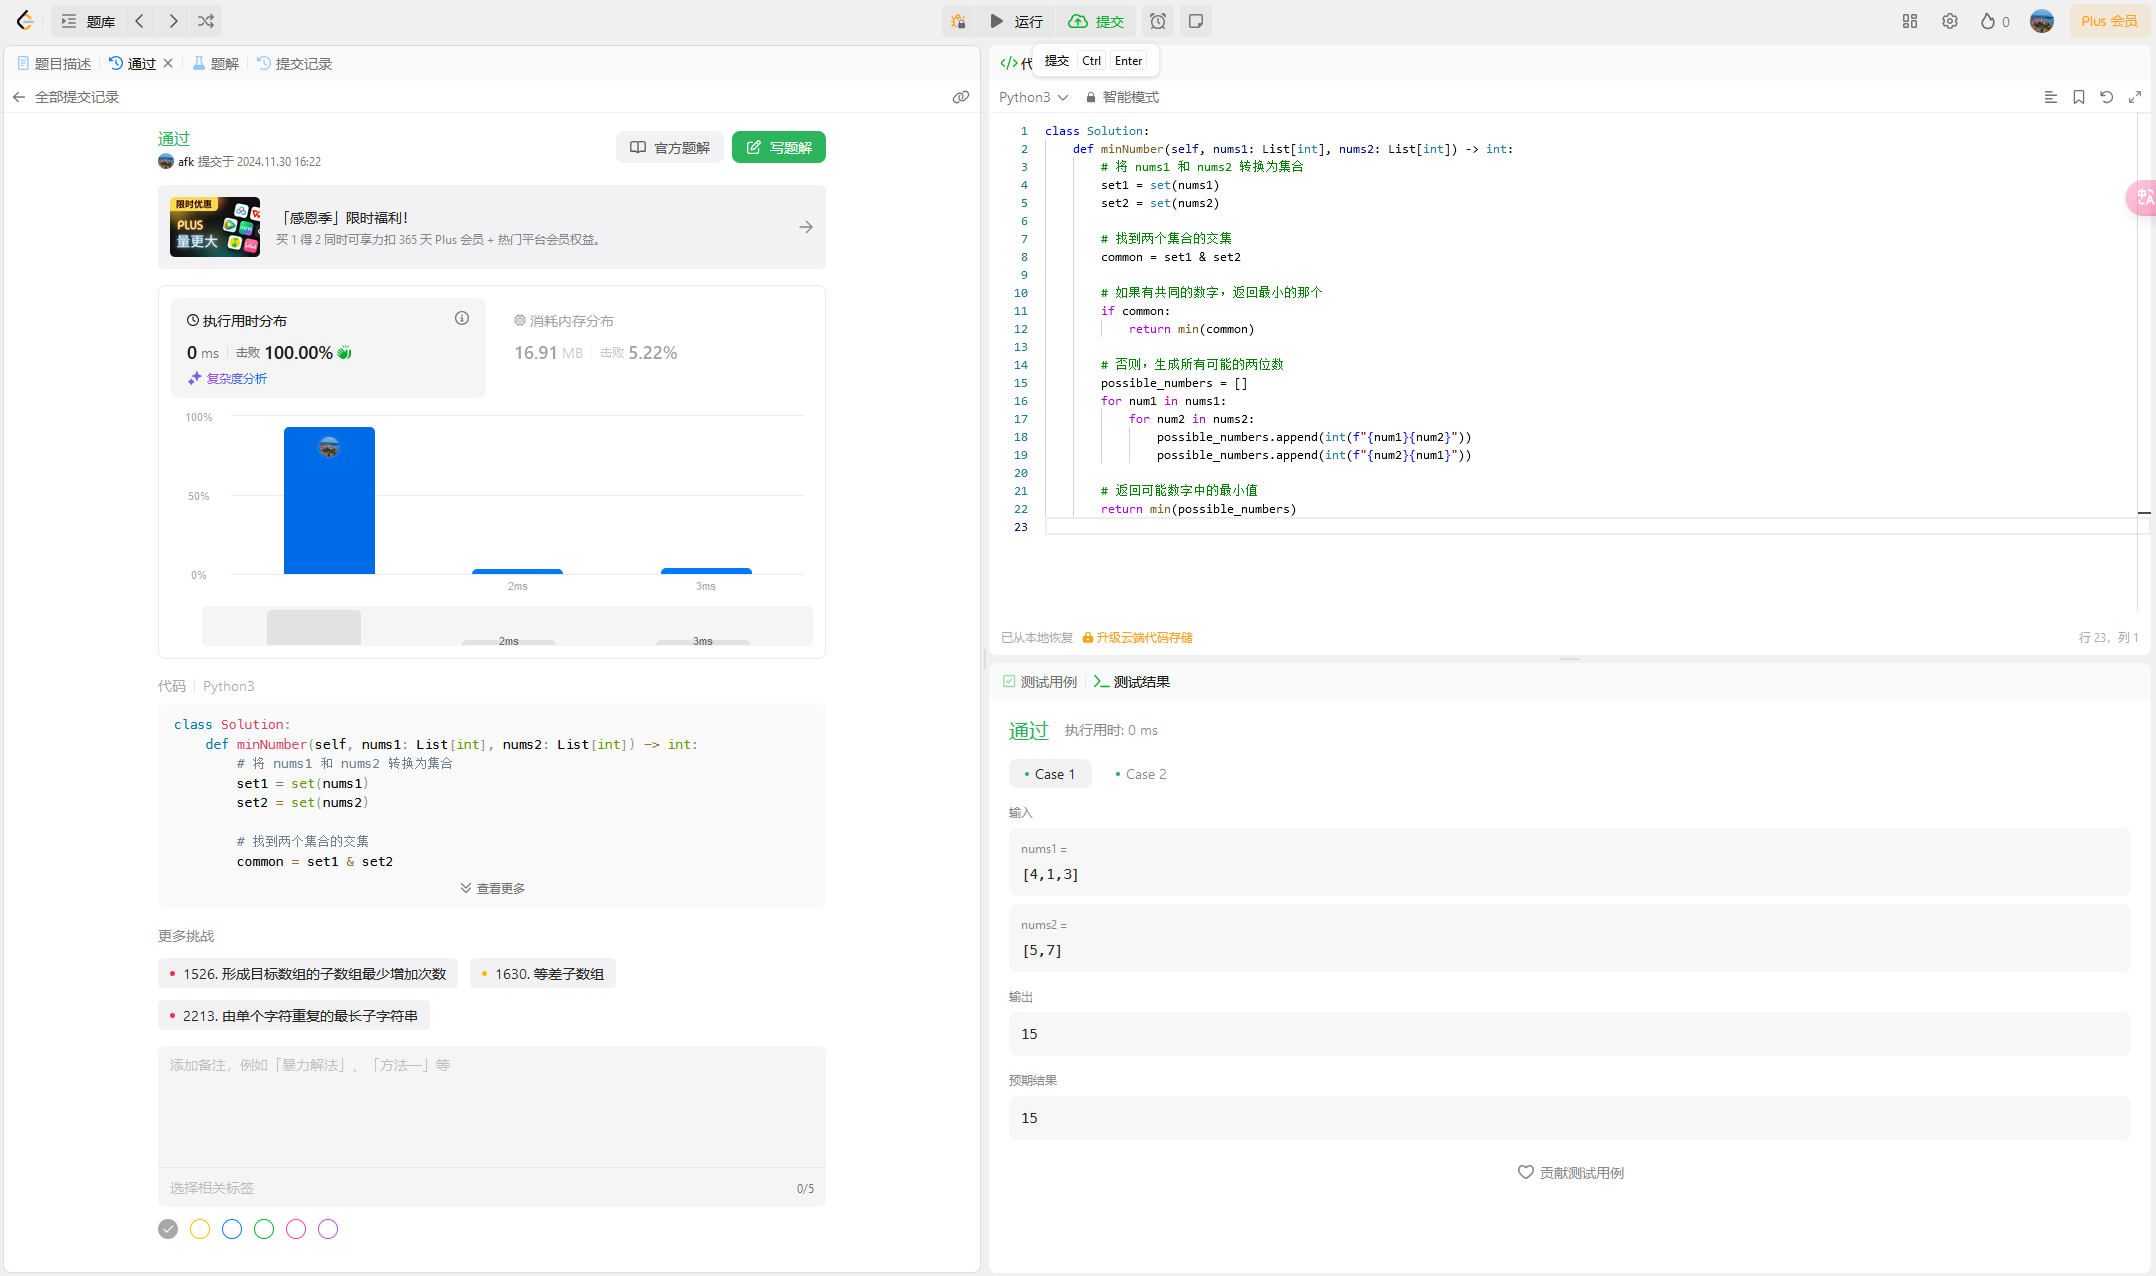 题库
运行
提交
0
Plus 会员
题目描述
通过
题解
提交记录
全部提交记录
通过
afk 提交于 2024.11.30 16:22
官方题解
写题解
限时优惠
PLUS
量更大
「感恩季」限时福利！
买 1 得 2 同时可享力扣 365 天 Plus 会员 + 热门平台会员权益。
执行用时分布
0 ms
击败 100.00%
复杂度分析
消耗内存分布
16.91 MB
击败 5.22%
100%
50%
0%
2ms
3ms
2ms
3ms
代码
Python3
class Solution:
    def minNumber(self, nums1: List[int], nums2: List[int]) -> int:
        # 将 nums1 和 nums2 转换为集合
        set1 = set(nums1)
        set2 = set(nums2)
        # 找到两个集合的交集
        common = set1 & set2
查看更多
更多挑战
1526. 形成目标数组的子数组最少增加次数
1630. 等差子数组
2213. 由单个字符重复的最长子字符串
添加备注，例如「暴力解法」、「方法一」等
选择相关标签
0/5
</> 代
提交 Ctrl Enter
Python3
智能模式
1 class Solution:
2     def minNumber(self, nums1: List[int], nums2: List[int]) -> int:
3         # 将 nums1 和 nums2 转换为集合
4         set1 = set(nums1)
5         set2 = set(nums2)
6
7         # 找到两个集合的交集
8         common = set1 & set2
9
10         # 如果有共同的数字，返回最小的那个
11         if common:
12             return min(common)
13
14         # 否则，生成所有可能的两位数
15         possible_numbers = []
16         for num1 in nums1:
17             for num2 in nums2:
18                 possible_numbers.append(int(f"{num1}{num2}"))
19                 possible_numbers.append(int(f"{num2}{num1}"))
20
21         # 返回可能数字中的最小值
22         return min(possible_numbers)
23
已从本地恢复
升级云端代码存储
行 23，列 1
测试用例
测试结果
通过
执行用时: 0 ms
Case 1
Case 2
输入
nums1 =
[4,1,3]
nums2 =
[5,7]
输出
15
预期结果
15
贡献测试用例